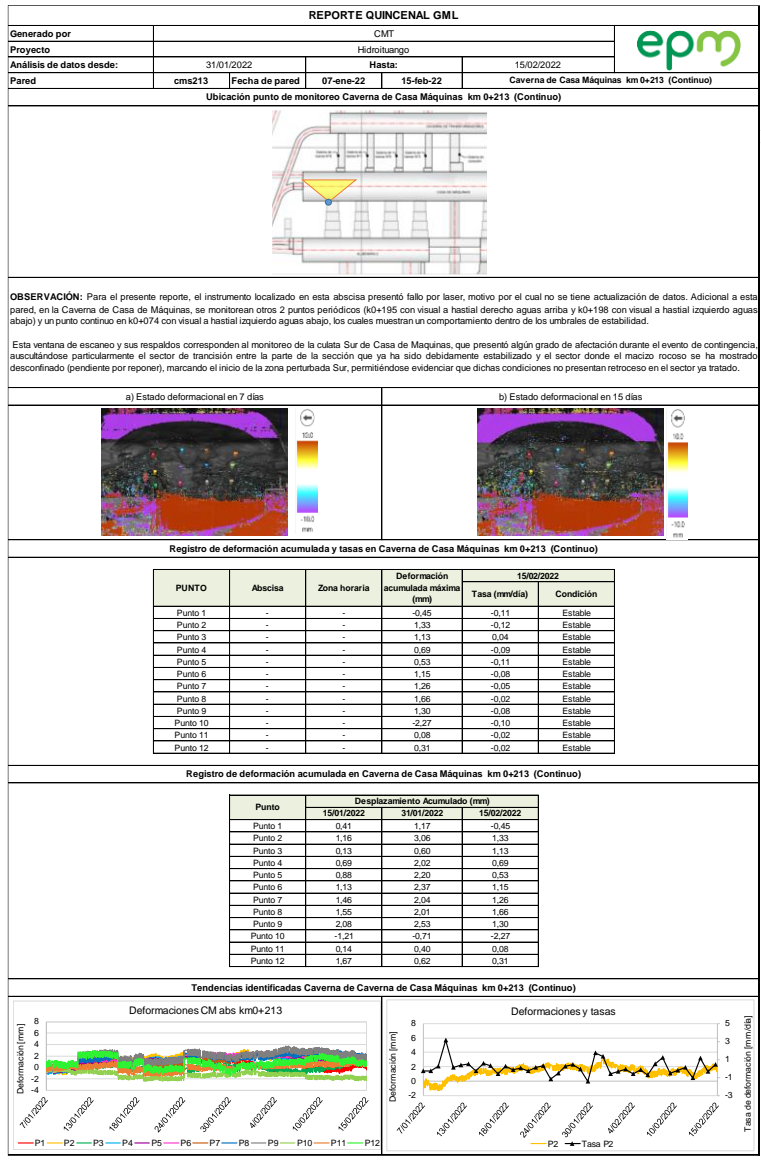 REPORTE QUINCENAL GML
Generado por CMT
epm
Proyecto Hidroituango
Análisis de datos desde: 31/01/2022 Hasta: 15/02/2022
Pared cms213 Fecha de pared 07-ene-22 15-feb-22 Caverna de Casa Máquinas km 0+213 (Continuo)
Ubicación punto de monitoreo Caverna de Casa Máquinas km 0+213 (Continuo)
OBSERVACIÓN: Para el presente reporte, el instrumento localizado en esta abscisa presentó fallo por laser, motivo por el cual no se tiene actualización de datos. Adicional a esta
pared, en la Caverna de Casa de Máquinas, se monitorean otros 2 puntos periódicos (k0+195 con visual a hastial derecho aguas arriba y k0+198 con visual a hastial izquierdo aguas
abajo) y un punto continuo en k0+074 con visual a hastial izquierdo aguas abajo, los cuales muestran un comportamiento dentro de los umbrales de estabilidad.
Esta ventana de escaneo y sus respaldos corresponden al monitoreo de la culata Sur de Casa de Maquinas, que presentó algún grado de afectación durante el evento de contingencia,
auscultándose particularmente el sector de trancisión entre la parte de la sección que ya ha sido debidamente estabilizado y el sector donde el macizo rocoso se ha mostrado
desconfinado (pendiente por reponer), marcando el inicio de la zona perturbada Sur, permitiéndose evidenciar que dichas condiciones no presentan retroceso en el sector ya tratado.
a) Estado deformacional en 7 días b) Estado deformacional en 15 días
10.0 10.0
-10.0 -10.0
mm mm
Registro de deformación acumulada y tasas en Caverna de Casa Máquinas km 0+213 (Continuo)
PUNTO Abscisa Zona horaria Deformación acumulada máxima (mm) 15/02/2022
Tasa (mm/día) Condición
Punto 1 - - -0,45 -0,11 Estable
Punto 2 - - 1,33 -0,12 Estable
Punto 3 - - 1,13 0,04 Estable
Punto 4 - - 0,69 -0,09 Estable
Punto 5 - - 0,53 -0,11 Estable
Punto 6 - - 1,15 -0,08 Estable
Punto 7 - - 1,26 -0,05 Estable
Punto 8 - - 1,66 -0,02 Estable
Punto 9 - - 1,30 -0,08 Estable
Punto 10 - - -2,27 -0,10 Estable
Punto 11 - - 0,08 -0,02 Estable
Punto 12 - - 0,31 -0,02 Estable
Registro de deformación acumulada en Caverna de Casa Máquinas km 0+213 (Continuo)
Punto Desplazamiento Acumulado (mm)
15/01/2022 31/01/2022 15/02/2022
Punto 1 0,41 1,17 -0,45
Punto 2 1,16 3,06 1,33
Punto 3 0,13 0,60 1,13
Punto 4 0,69 2,02 0,69
Punto 5 0,88 2,20 0,53
Punto 6 1,13 2,37 1,15
Punto 7 1,46 2,04 1,26
Punto 8 1,55 2,01 1,66
Punto 9 2,08 2,53 1,30
Punto 10 -1,21 -0,71 -2,27
Punto 11 0,14 0,40 0,08
Punto 12 1,67 0,62 0,31
Tendencias identificadas Caverna de Caverna de Casa Máquinas km 0+213 (Continuo)
Deformaciones CM abs km0+213
Deformación [mm]
8
6
4
2
0
-2
-4
7/01/2022 13/01/2022 18/01/2022 24/01/2022 30/01/2022 4/02/2022 10/02/2022 15/02/2022
P1 P2 P3 P4 P5 P6 P7 P8 P9 P10 P11 P12
Deformaciones y tasas
Deformación [mm]
8
6
4
2
0
-2
Tasa de deformación [mm/día]
5
3
1
-1
-3
7/01/2022 13/01/2022 18/01/2022 24/01/2022 30/01/2022 4/02/2022 10/02/2022 15/02/2022
P2 Tasa P2